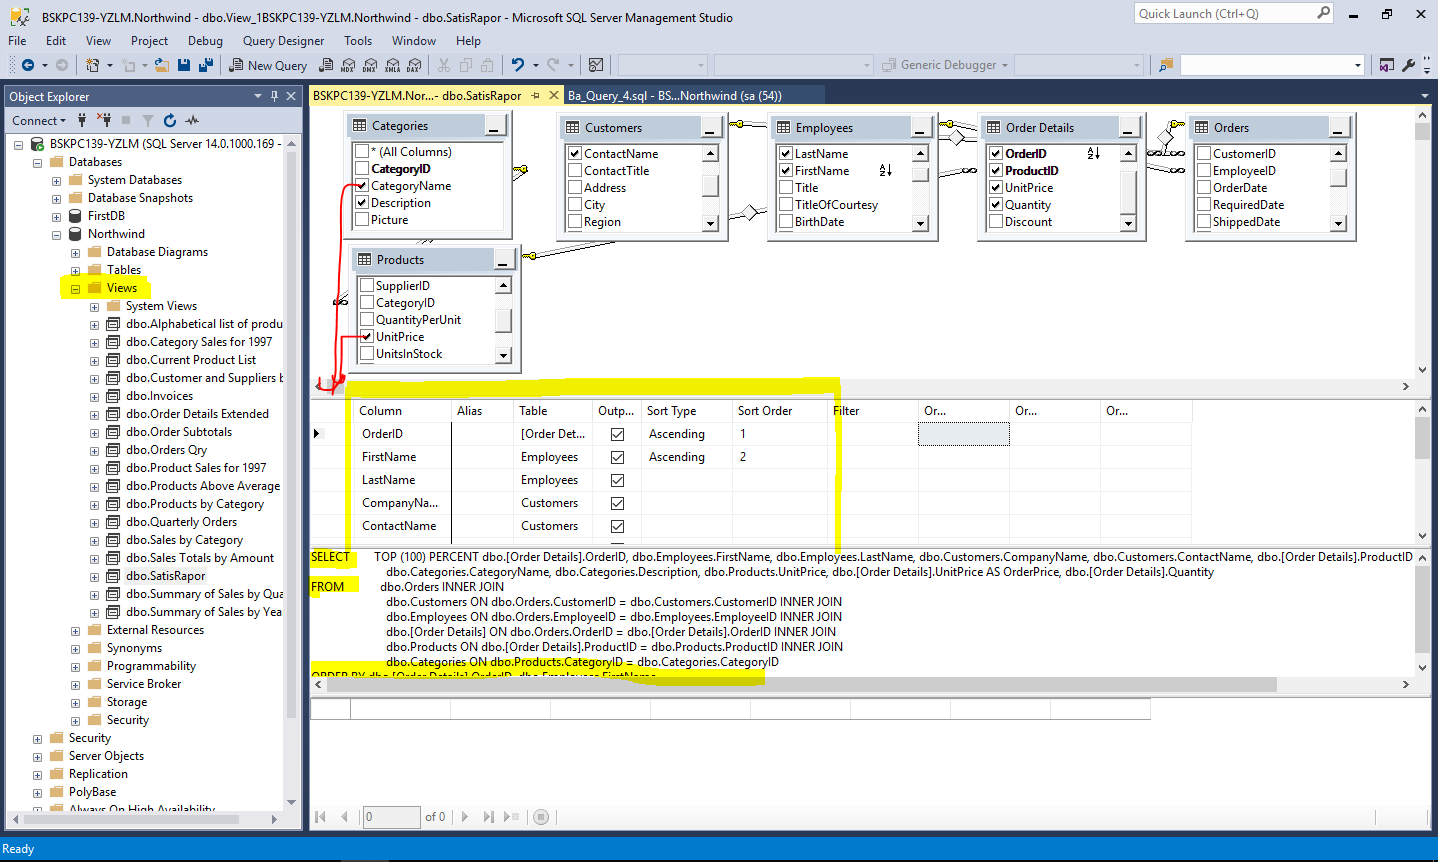 BSKPC139-YZLM.Northwind - dbo.View_1BSKPC139-YZLM.Northwind - dbo.SatisRapor - Microsoft SQL Server Management Studio
Quick Launch (Ctrl+Q)
File Edit View Project Debug Query Designer Tools Window Help
New Query MDX DMX XMLA DAX Generic Debugger
Object Explorer
Connect
BSKPC139-YZLM (SQL Server 14.0.1000.169 -
Databases
System Databases
Database Snapshots
FirstDB
Northwind
Database Diagrams
Tables
Views
System Views
dbo.Alphabetical list of produ
dbo.Category Sales for 1997
dbo.Current Product List
dbo.Customer and Suppliers b
dbo.Invoices
dbo.Order Details Extended
dbo.Order Subtotals
dbo.Orders Qry
dbo.Product Sales for 1997
dbo.Products Above Average
dbo.Products by Category
dbo.Quarterly Orders
dbo.Sales by Category
dbo.Sales Totals by Amount
dbo.SatisRapor
dbo.Summary of Sales by Qua
dbo.Summary of Sales by Yea
External Resources
Synonyms
Programmability
Service Broker
Storage
Security
Security
Server Objects
Replication
PolyBase
Always On High Availability
BSKPC139-YZLM.Nor...- dbo.SatisRapor
Ba_Query_4.sql - BS...Northwind (sa (54))
Categories
* (All Columns)
CategoryID
CategoryName
Description
Picture
Customers
ContactName
ContactTitle
Address
City
Region
Employees
LastName
FirstName
Title
TitleOfCourtesy
BirthDate
Order Details
OrderID
ProductID
UnitPrice
Quantity
Discount
Orders
CustomerID
EmployeeID
OrderDate
RequiredDate
ShippedDate
Products
SupplierID
CategoryID
QuantityPerUnit
UnitPrice
UnitsInStock
Column Alias Table Outp... Sort Type Sort Order Filter Or... Or... Or...
OrderID [Order Det... Ascending 1
FirstName Employees Ascending 2
LastName Employees
CompanyNa... Customers
ContactName Customers
SELECT TOP (100) PERCENT dbo.[Order Details].OrderID, dbo.Employees.FirstName, dbo.Employees.LastName, dbo.Customers.CompanyName, dbo.Customers.ContactName, dbo.[Order Details].ProductID
dbo.Categories.CategoryName, dbo.Categories.Description, dbo.Products.UnitPrice, dbo.[Order Details].UnitPrice AS OrderPrice, dbo.[Order Details].Quantity
FROM dbo.Orders INNER JOIN
dbo.Customers ON dbo.Orders.CustomerID = dbo.Customers.CustomerID INNER JOIN
dbo.Employees ON dbo.Orders.EmployeeID = dbo.Employees.EmployeeID INNER JOIN
dbo.[Order Details] ON dbo.Orders.OrderID = dbo.[Order Details].OrderID INNER JOIN
dbo.Products ON dbo.[Order Details].ProductID = dbo.Products.ProductID INNER JOIN
dbo.Categories ON dbo.Products.CategoryID = dbo.Categories.CategoryID
ORDER BY dbo.[Order Details].OrderID, dbo.Employees.FirstName
0 of 0
Ready